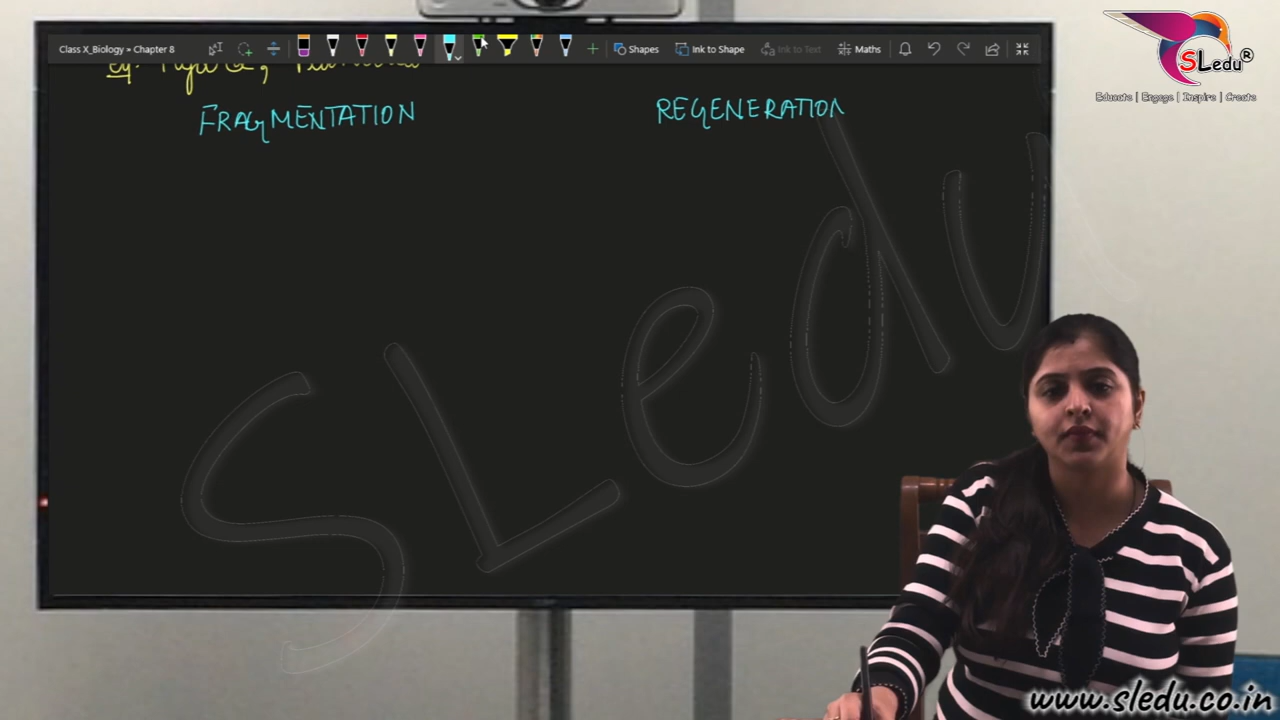 Class X_Biology » Chapter 8
Shapes
Ink to Shape
Ink to Text
Maths
SLedu®
Educate | Engage | Inspire | Create
eg.
FRAgMENTATION
REGENERATION
SLedu
www.sledu.co.in